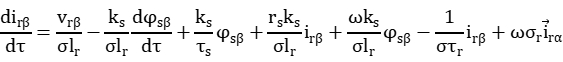 di_rβ/dτ = v_rβ/σl_r − k_s/σl_r dφ_sβ/dτ + k_s/τ_s φ_sβ + r_s k_s/σl_r i_rβ + ωk_s/σl_r φ_sβ − 1/στ_r i_rβ + ωσ_r i⃗_rα